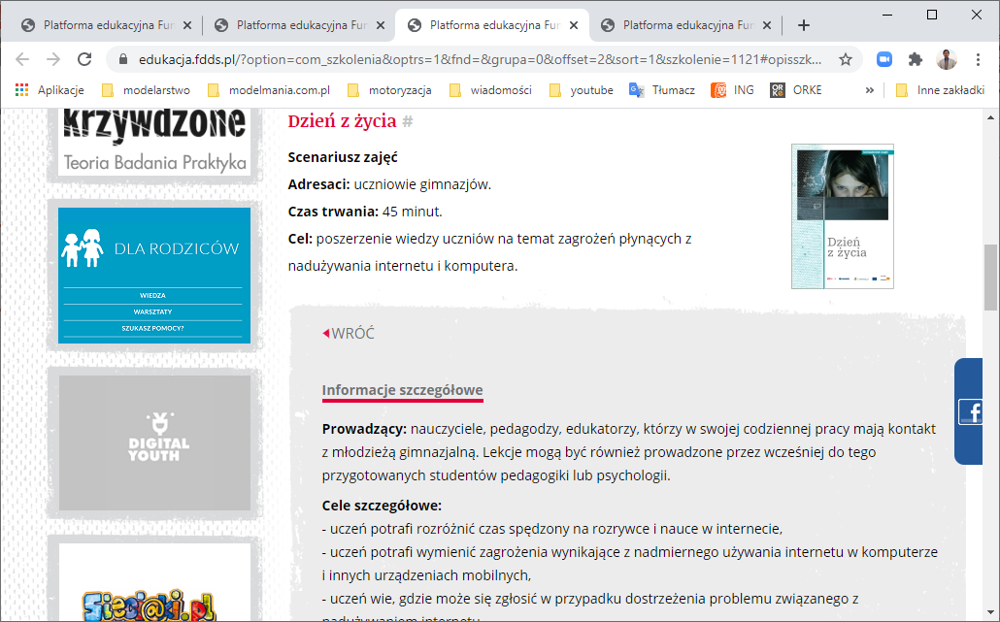 Platforma edukacyjna Fun
Platforma edukacyjna Fun
Platforma edukacyjna Fun
Platforma edukacyjna Fun
edukacja.fdds.pl/?option=com_szkolenia&optrs=1&fnd=&grupa=0&offset=2&sort=1&szkolenie=1121#opisszk...
Aplikacje
modelarstwo
modelmania.com.pl
motoryzacja
wiadomości
youtube
Tłumacz
ING
ORKE
»
Inne zakładki
krzywdzone
Teoria Badania Praktyka
DLA RODZICÓW
WIEDZA
WARSZTATY
SZUKASZ POMOCY?
DIGITAL
YOUTH
Sieci@ki.pl
Dzień z życia #
Scenariusz zajęć
Adresaci: uczniowie gimnazjów.
Czas trwania: 45 minut.
Cel: poszerzenie wiedzy uczniów na temat zagrożeń płynących z
nadużywania internetu i komputera.
Dzień
z życia
WRÓĆ
Informacje szczegółowe
Prowadzący: nauczyciele, pedagodzy, edukatorzy, którzy w swojej codziennej pracy mają kontakt
z młodzieżą gimnazjalną. Lekcje mogą być również prowadzone przez wcześniej do tego
przygotowanych studentów pedagogiki lub psychologii.
Cele szczegółowe:
- uczeń potrafi rozróżnić czas spędzony na rozrywce i nauce w internecie,
- uczeń potrafi wymienić zagrożenia wynikające z nadmiernego używania internetu w komputerze
i innych urządzeniach mobilnych,
- uczeń wie, gdzie może się zgłosić w przypadku dostrzeżenia problemu związanego z
nadużywaniem internetu